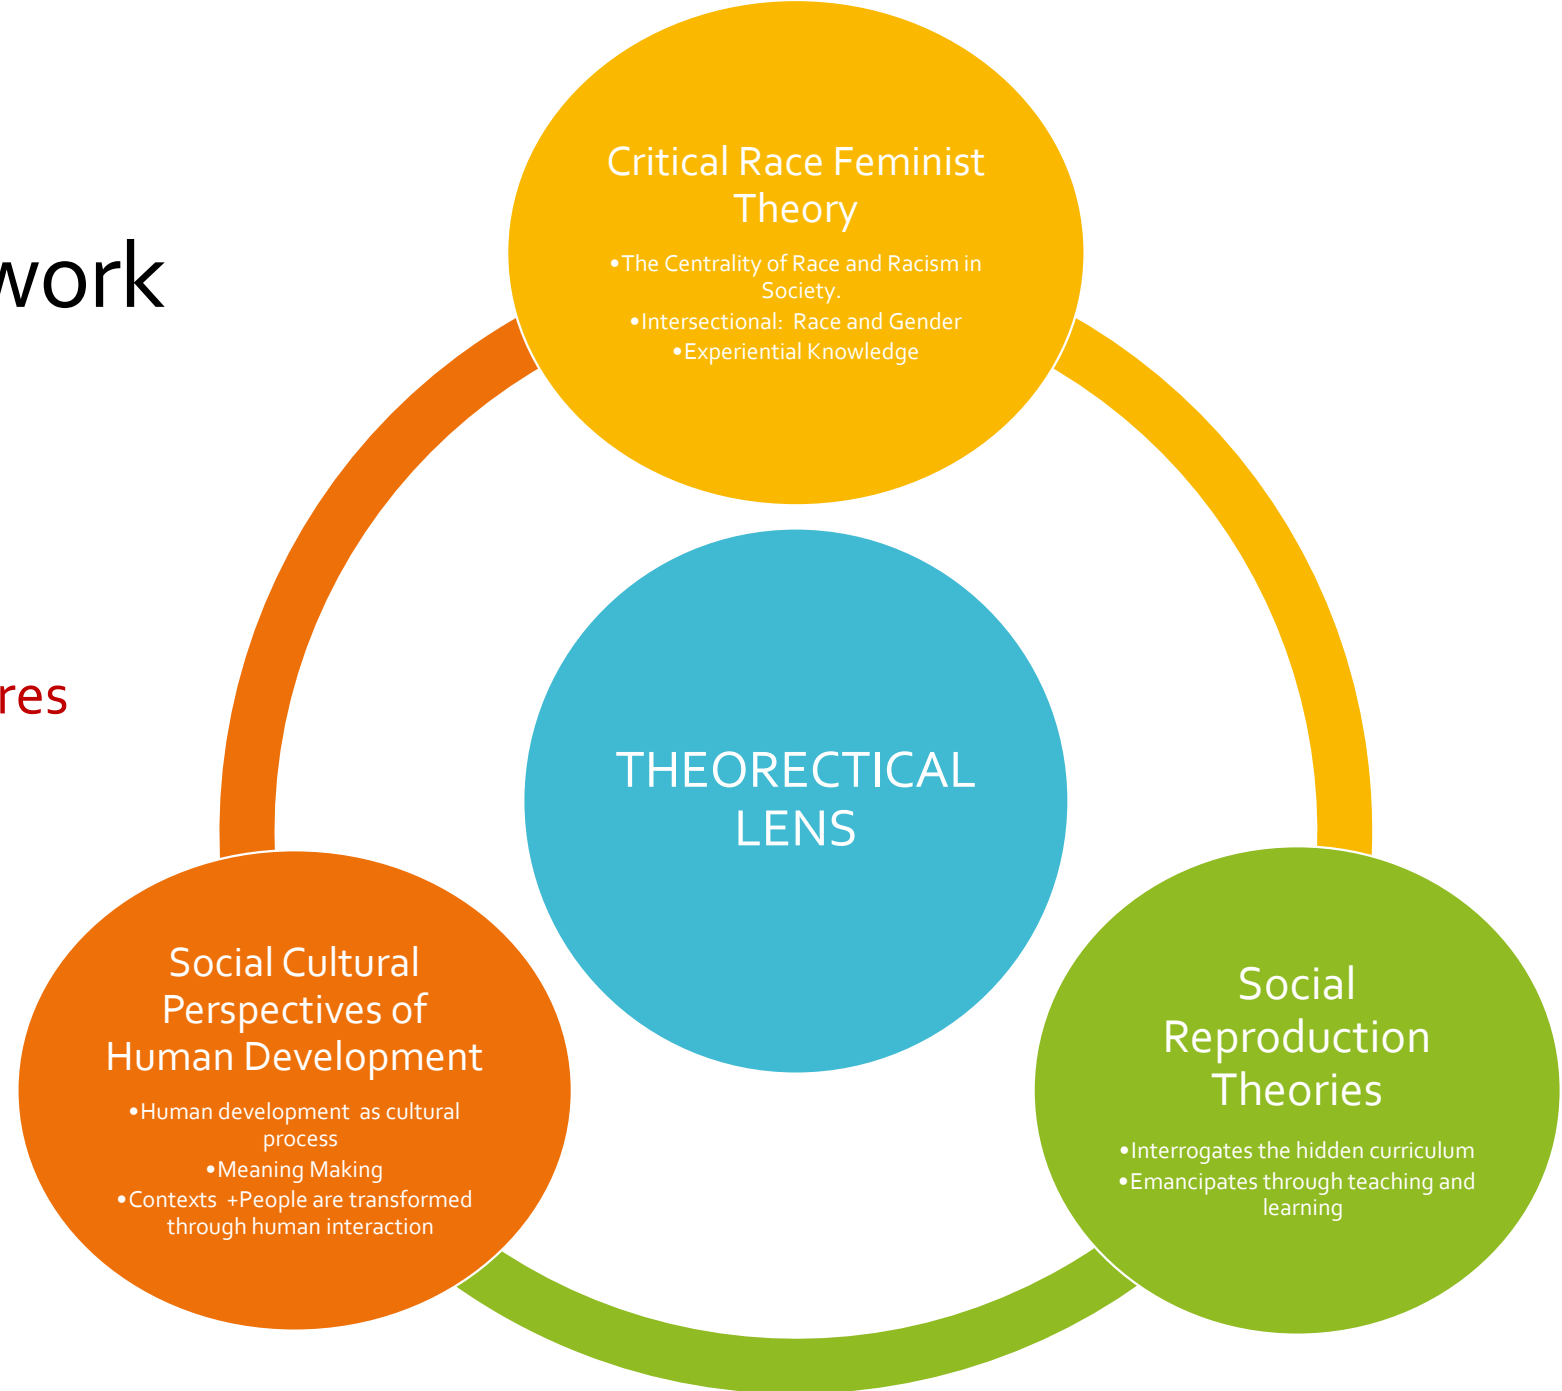 work
res
Critical Race Feminist
Theory
•The Centrality of Race and Racism in
Society.
•Intersectional:  Race and Gender
•Experiential Knowledge
THEORECTICAL
LENS
Social Cultural
Perspectives of
Human Development
•Human development  as cultural
process
•Meaning Making
•Contexts  +People are transformed
through human interaction
Social
Reproduction
Theories
•Interrogates the hidden curriculum
•Emancipates through teaching and
learning